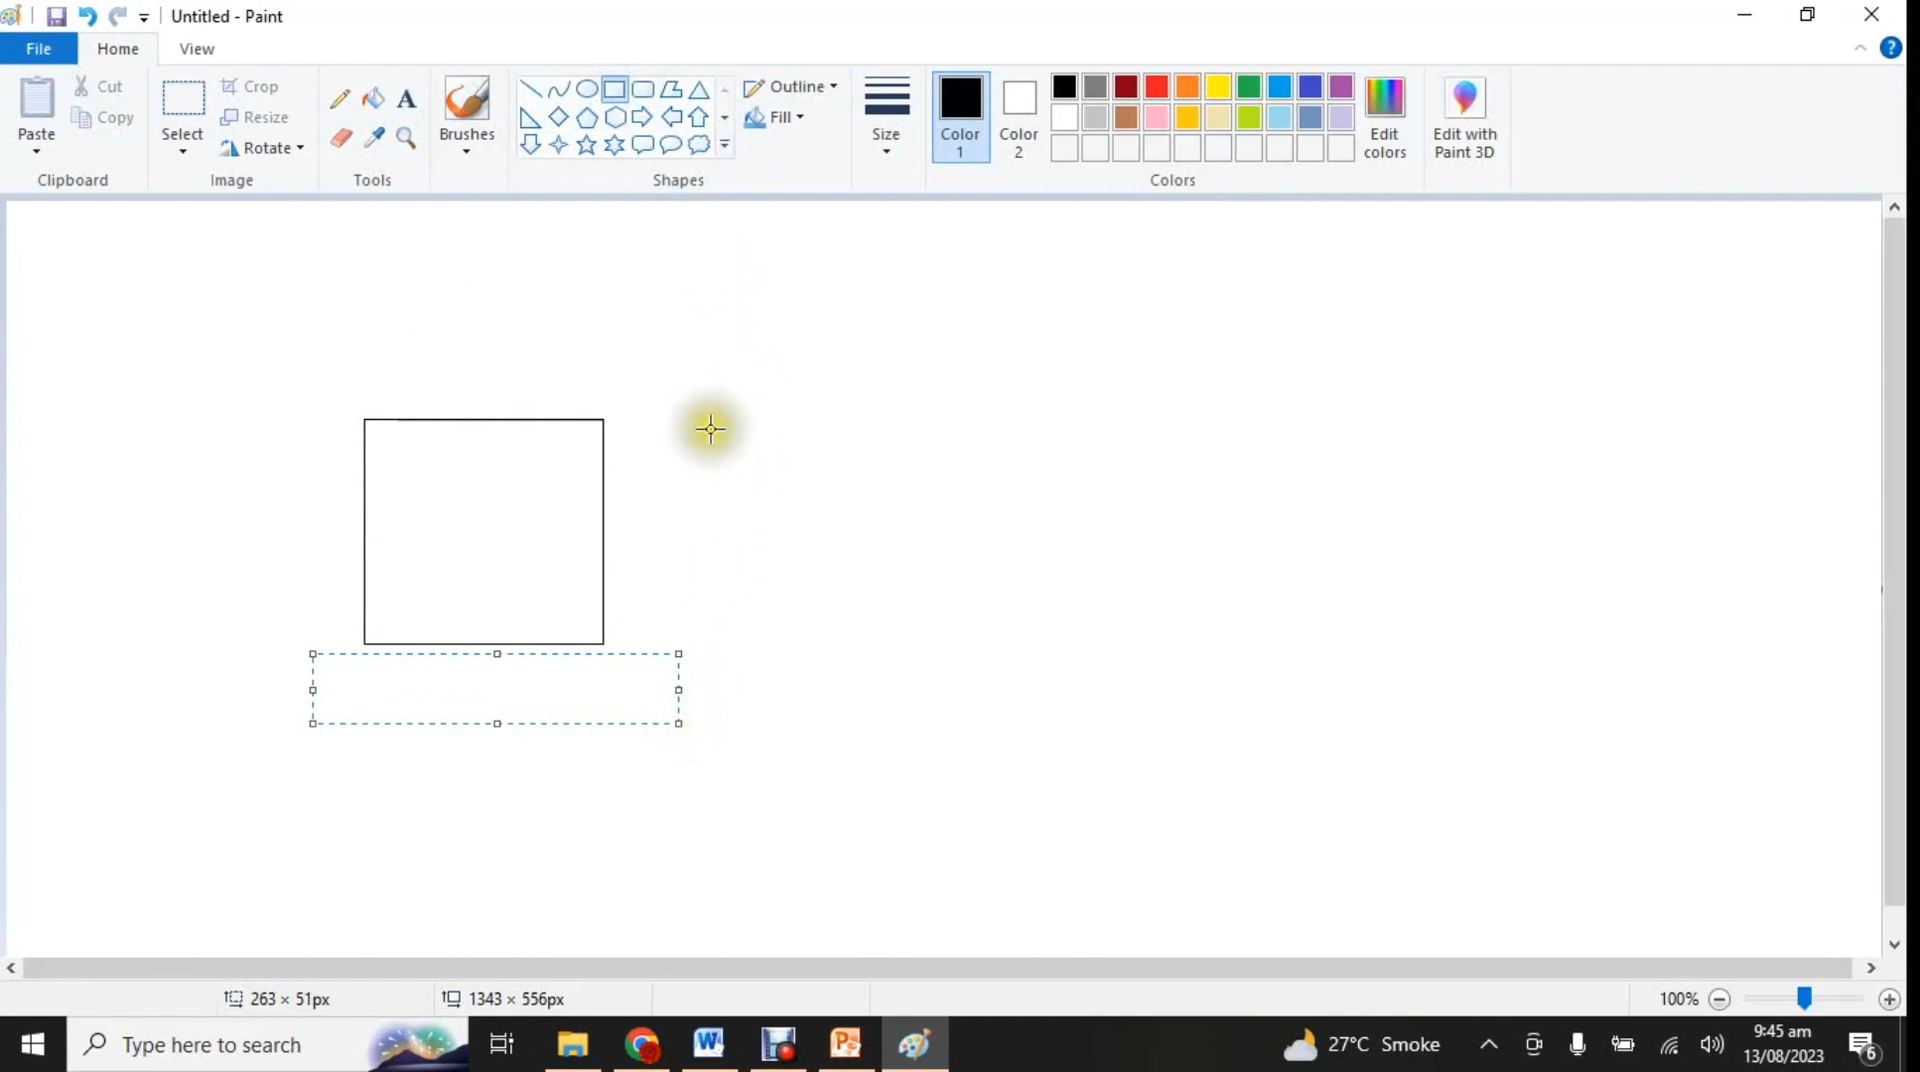 Untitled - Paint
File Home View
Paste
Cut
Copy
Clipboard
Select
Crop
Resize
Rotate
Image
A
Tools
Brushes
Outline
Fill
Shapes
Size
Color 1
Color 2
Edit colors
Colors
Edit with Paint 3D
263 × 51px
1343 × 556px
100%
Type here to search
27°C Smoke
9:45 am
13/08/2023
6